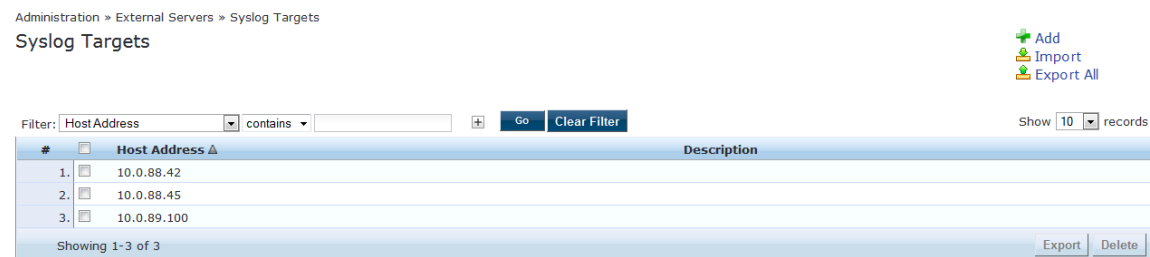 Administration » External Servers » Syslog Targets
Syslog Targets
Add
Import
Export All
Filter: Host Address contains Go Clear Filter Show 10 records
# Host Address Description
1. 10.0.88.42
2. 10.0.88.45
3. 10.0.89.100
Showing 1-3 of 3 Export Delete